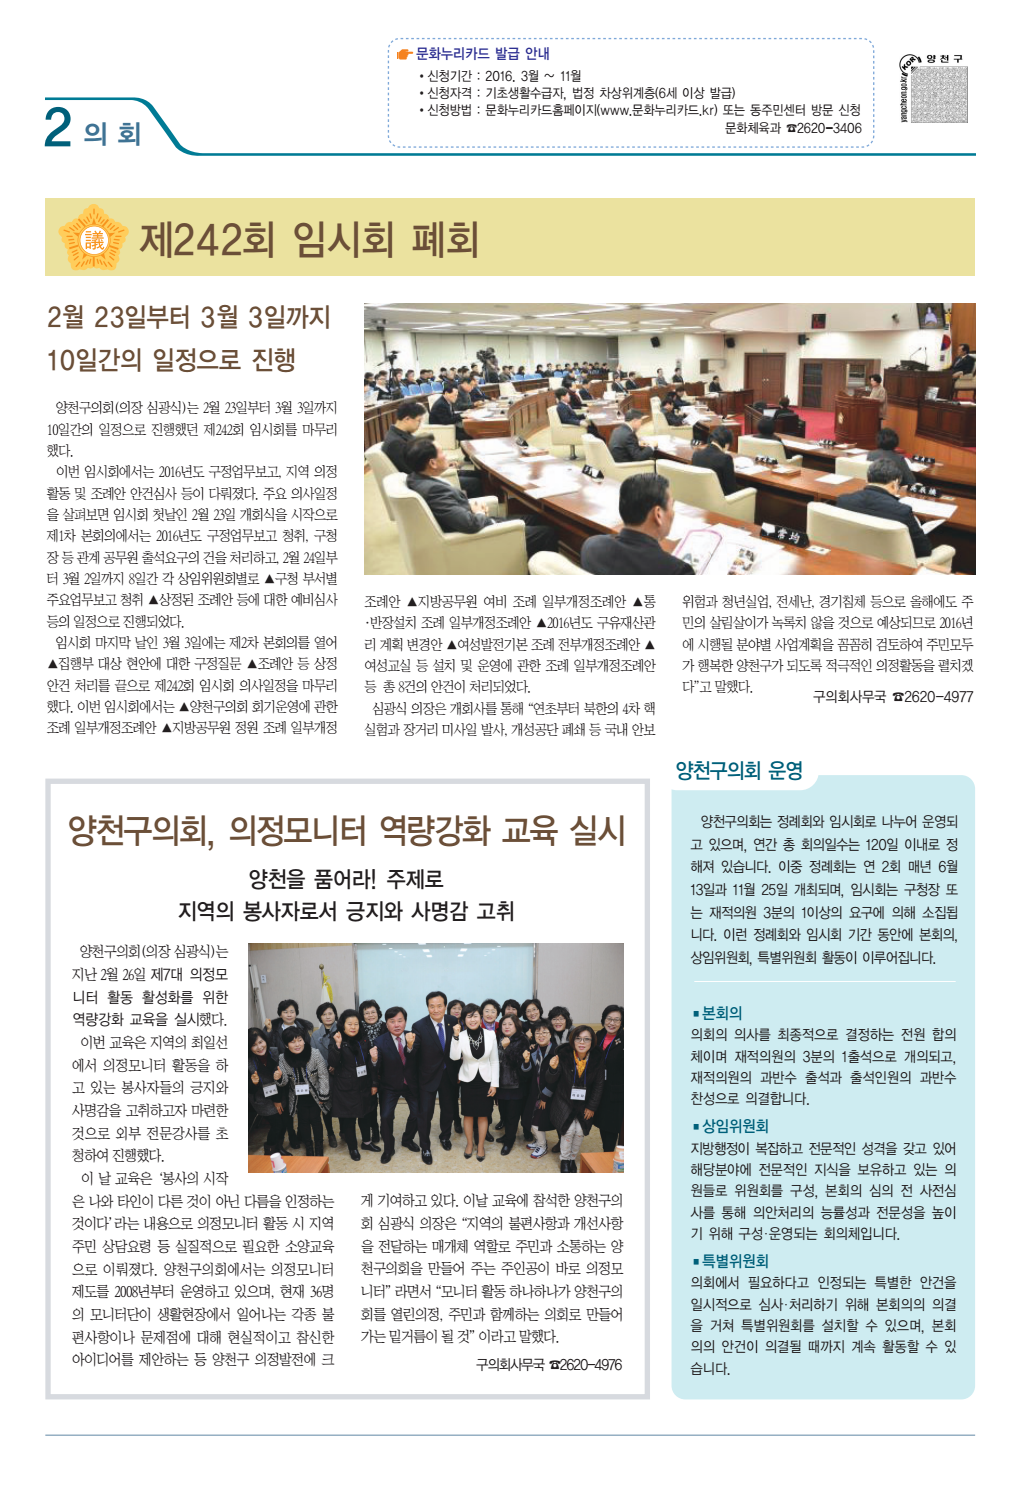 문화누리카드 발급 안내
• 신청기간 : 2016. 3월 ~ 11월
• 신청자격 : 기초생활수급자, 법정 차상위계층(6세 이상 발급)
• 신청방법 : 문화누리카드홈페이지(www.문화누리카드.kr) 또는 동주민센터 방문 신청
문화체육과 ☎2620-3406
양천구
yangcheon.go.kr
2 의 회
議
제242회 임시회 폐회
2월 23일부터 3월 3일까지
10일간의 일정으로 진행
양천구의회(의장 심광식)는 2월 23일부터 3월 3일까지
10일간의 일정으로 진행했던 제242회 임시회를 마무리
했다.
이번 임시회에서는 2016년도 구정업무보고, 지역 의정
활동 및 조례안 안건심사 등이 다뤄졌다. 주요 의사일정
을 살펴보면 임시회 첫날인 2월 23일 개회식을 시작으로
제1차 본회의에서는 2016년도 구정업무보고 청취, 구청
장 등 관계 공무원 출석요구의 건을 처리하고, 2월 24일부
터 3월 2일까지 8일간 각 상임위원회별로 ▲구청 부서별
주요업무보고 청취 ▲상정된 조례안 등에 대한 예비심사
등의 일정으로 진행되었다.
임시회 마지막 날인 3월 3일에는 제2차 본회의를 열어
▲집행부 대상 현안에 대한 구정질문 ▲조례안 등 상정
안건 처리를 끝으로 제242회 임시회 의사일정을 마무리
했다. 이번 임시회에서는 ▲양천구의회 회기운영에 관한
조례 일부개정조례안 ▲지방공무원 정원 조례 일부개정
조례안 ▲지방공무원 여비 조례 일부개정조례안 ▲통
·반장설치 조례 일부개정조례안 ▲2016년도 구유재산관
리 계획 변경안 ▲여성발전기본 조례 전부개정조례안 ▲
여성교실 등 설치 및 운영에 관한 조례 일부개정조례안
등 총 8건의 안건이 처리되었다.
심광식 의장은 개회사를 통해 “연초부터 북한의 4차 핵
실험과 장거리 미사일 발사, 개성공단 폐쇄 등 국내 안보
위험과 청년실업, 전세난, 경기침체 등으로 올해에도 주
민의 살림살이가 녹록지 않을 것으로 예상되므로 2016년
에 시행될 분야별 사업계획을 꼼꼼히 검토하여 주민모두
가 행복한 양천구가 되도록 적극적인 의정활동을 펼치겠
다”고 말했다.
구의회사무국 ☎2620-4977
양천구의회, 의정모니터 역량강화 교육 실시
양천을 품어라! 주제로
지역의 봉사자로서 긍지와 사명감 고취
양천구의회(의장 심광식)는
지난 2월 26일 제7대 의정모
니터 활동 활성화를 위한
역량강화 교육을 실시했다.
이번 교육은 지역의 최일선
에서 의정모니터 활동을 하
고 있는 봉사자들의 긍지와
사명감을 고취하고자 마련한
것으로 외부 전문강사를 초
청하여 진행했다.
이 날 교육은 ‘봉사의 시작
은 나와 타인이 다른 것이 아닌 다름을 인정하는
것이다’ 라는 내용으로 의정모니터 활동 시 지역
주민 상담요령 등 실질적으로 필요한 소양교육
으로 이뤄졌다. 양천구의회에서는 의정모니터
제도를 2008년부터 운영하고 있으며, 현재 36명
의 모니터단이 생활현장에서 일어나는 각종 불
편사항이나 문제점에 대해 현실적이고 참신한
아이디어를 제안하는 등 양천구 의정발전에 크
게 기여하고 있다. 이날 교육에 참석한 양천구의
회 심광식 의장은 “지역의 불편사항과 개선사항
을 전달하는 매개체 역할로 주민과 소통하는 양
천구의회을 만들어 주는 주인공이 바로 의정모
니터” 라면서 “모니터 활동 하나하나가 양천구의
회를 열린의정, 주민과 함께하는 의회로 만들어
가는 밑거름이 될 것” 이라고 말했다.
구의회사무국 ☎2620-4976
양천구의회 운영
양천구의회는 정례회와 임시회로 나누어 운영되
고 있으며, 연간 총 회의일수는 120일 이내로 정
해져 있습니다. 이중 정례회는 연 2회 매년 6월
13일과 11월 25일 개최되며, 임시회는 구청장 또
는 재적의원 3분의 1이상의 요구에 의해 소집됩
니다. 이런 정례회와 임시회 기간 동안에 본회의,
상임위원회, 특별위원회 활동이 이루어집니다.
■ 본회의
의회의 의사를 최종적으로 결정하는 전원 합의
체이며 재적의원의 3분의 1출석으로 개의되고,
재적의원의 과반수 출석과 출석인원의 과반수
찬성으로 의결합니다.
■ 상임위원회
지방행정이 복잡하고 전문적인 성격을 갖고 있어
해당분야에 전문적인 지식을 보유하고 있는 의
원들로 위원회를 구성, 본회의 심의 전 사전심
사를 통해 의안처리의 능률성과 전문성을 높이
기 위해 구성·운영되는 회의체입니다.
■ 특별위원회
의회에서 필요하다고 인정되는 특별한 안건을
일시적으로 심사·처리하기 위해 본회의의 의결
을 거쳐 특별위원회를 설치할 수 있으며, 본회
의의 안건이 의결될 때까지 계속 활동할 수 있
습니다.